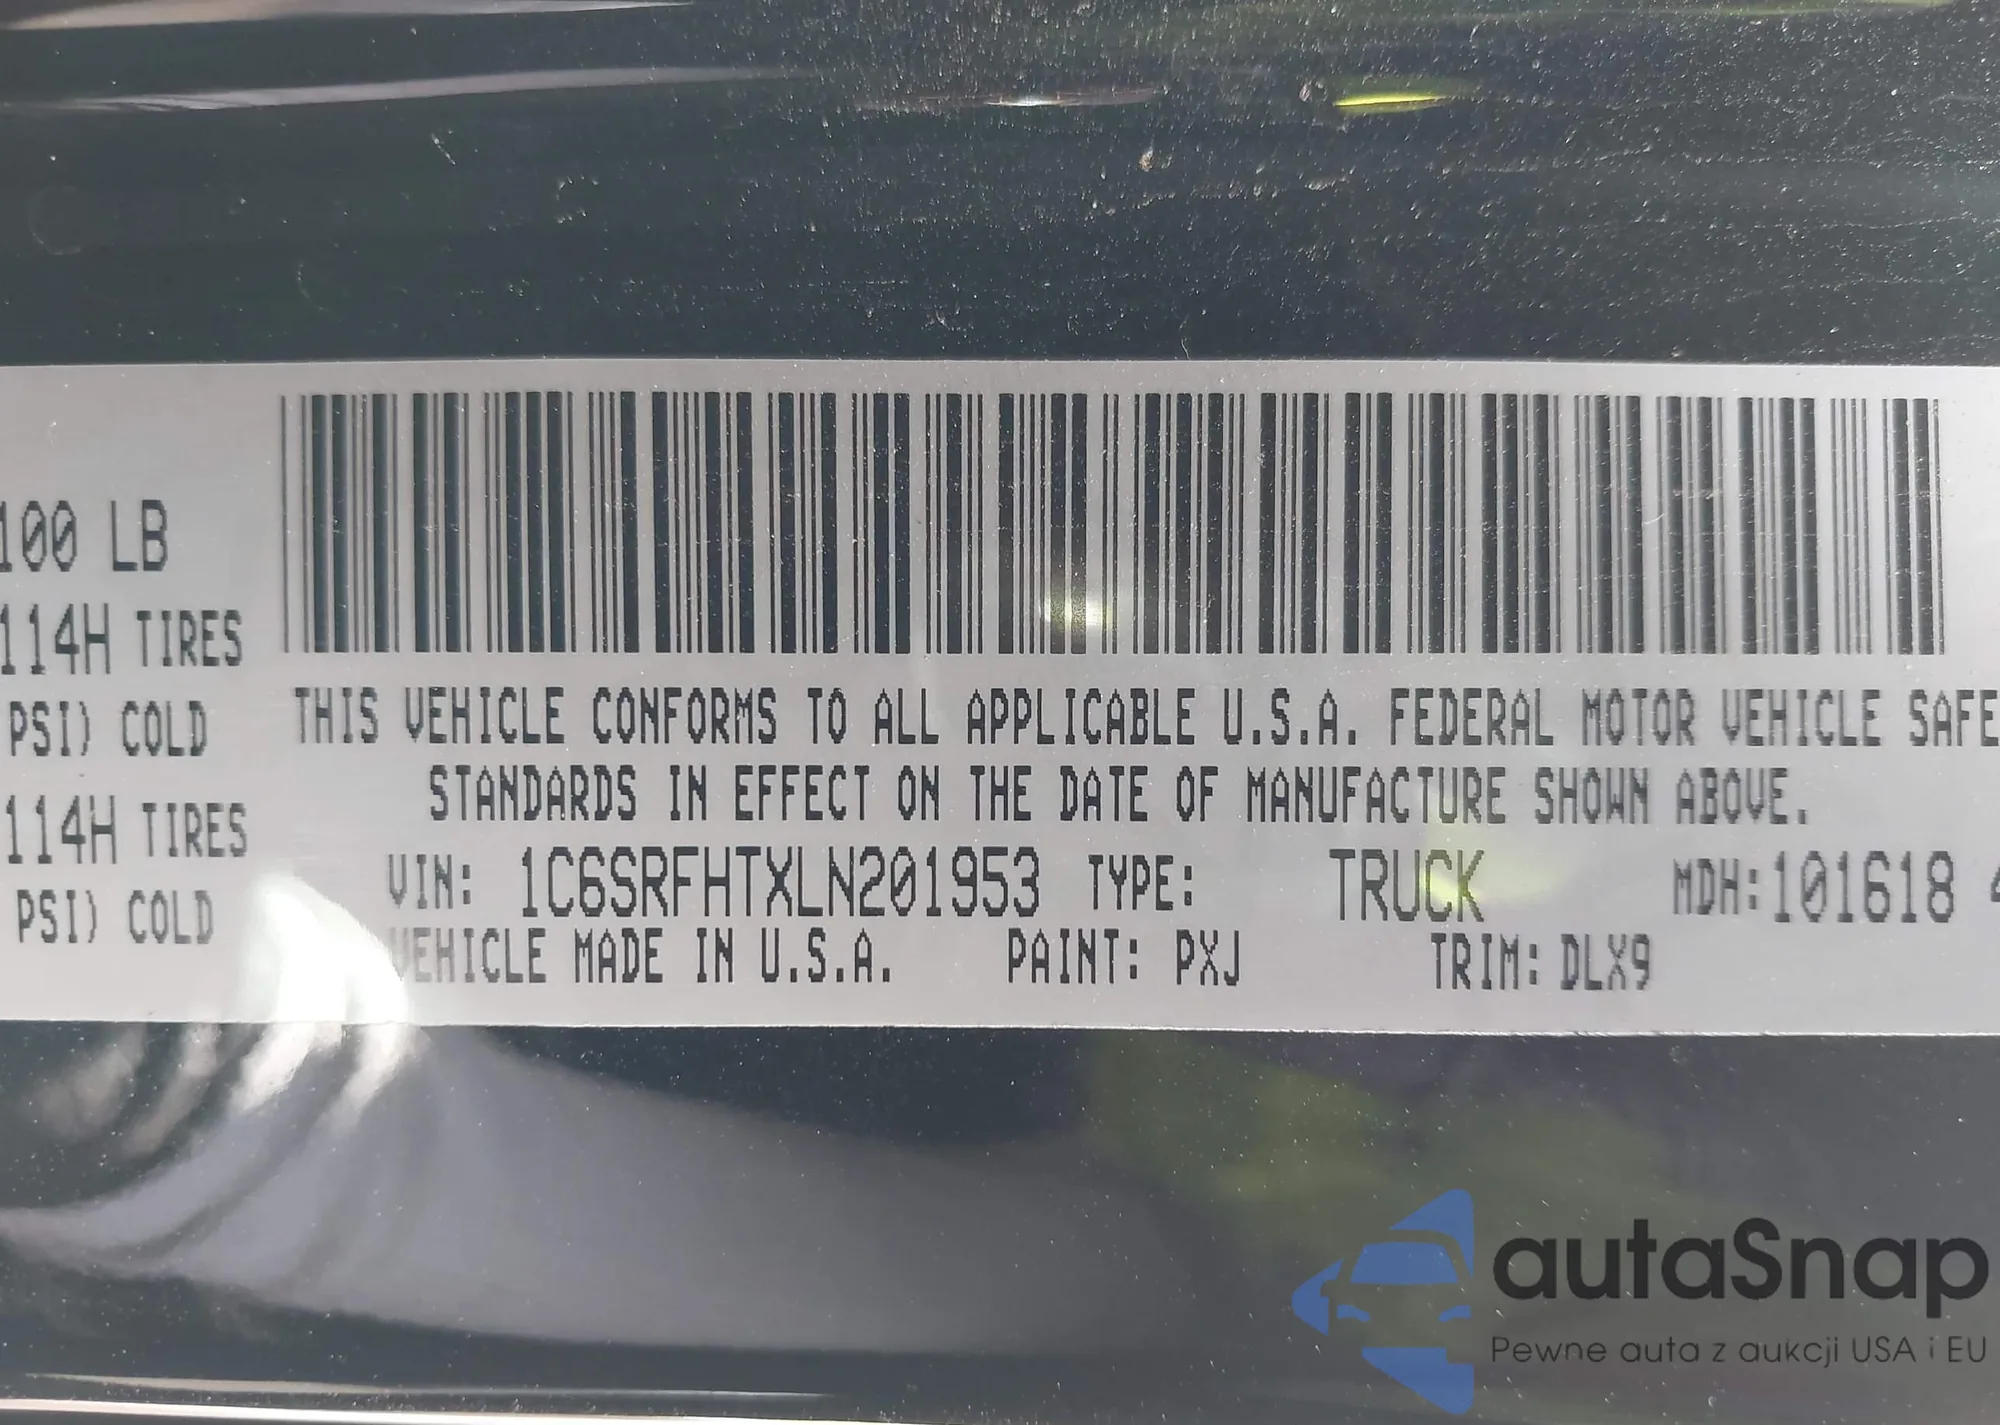 100 LB
114H TIRES
PSI) COLD
114H TIRES
PSI) COLD
THIS VEHICLE CONFORMS TO ALL APPLICABLE U.S.A. FEDERAL MOTOR VEHICLE SAFE
STANDARDS IN EFFECT ON THE DATE OF MANUFACTURE SHOWN ABOVE.
VIN: 1C6SRFHTXLN201953 TYPE: TRUCK MDH:101618 4
VEHICLE MADE IN U.S.A. PAINT: PXJ TRIM: DLX9
autaSnap
Pewne auta z aukcji USA i EU